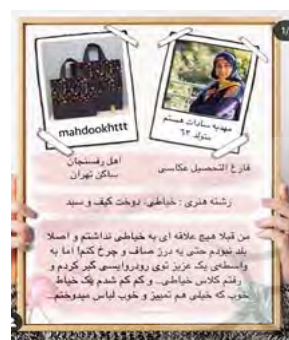 1/
mahdookhttt
مهدیه سادات هستم
متولد ۶۳
اهل رفسنجان
ساکن تهران
فارغ التحصیل عکاسی
رشته هنری : خیاطی، دوخت کیف و سبد
من قبلا هیچ علاقه ای به خیاطی نداشتم و اصلا
بلد نبودم حتی یه درز صاف و چرخ کنم! اما به
واسطه‌ی یک عزیز توی رودروایسی گیر کردم و
رفتم کلاس خیاطی.. و کم کم شدم یک خیاط
خوب که خیلی هم تمییز و خوب لباس میدوختم..